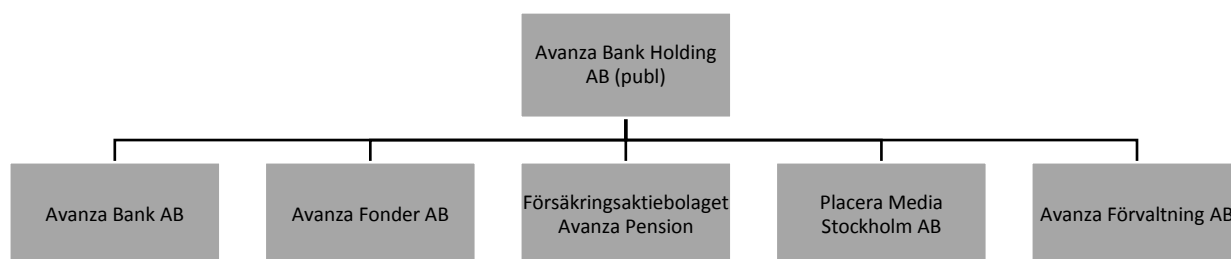 Avanza Bank Holding
AB (publ)
Avanza Bank AB
Avanza Fonder AB
Försäkringsaktiebolaget
Avanza Pension
Placera Media
Stockholm AB
Avanza Förvaltning AB